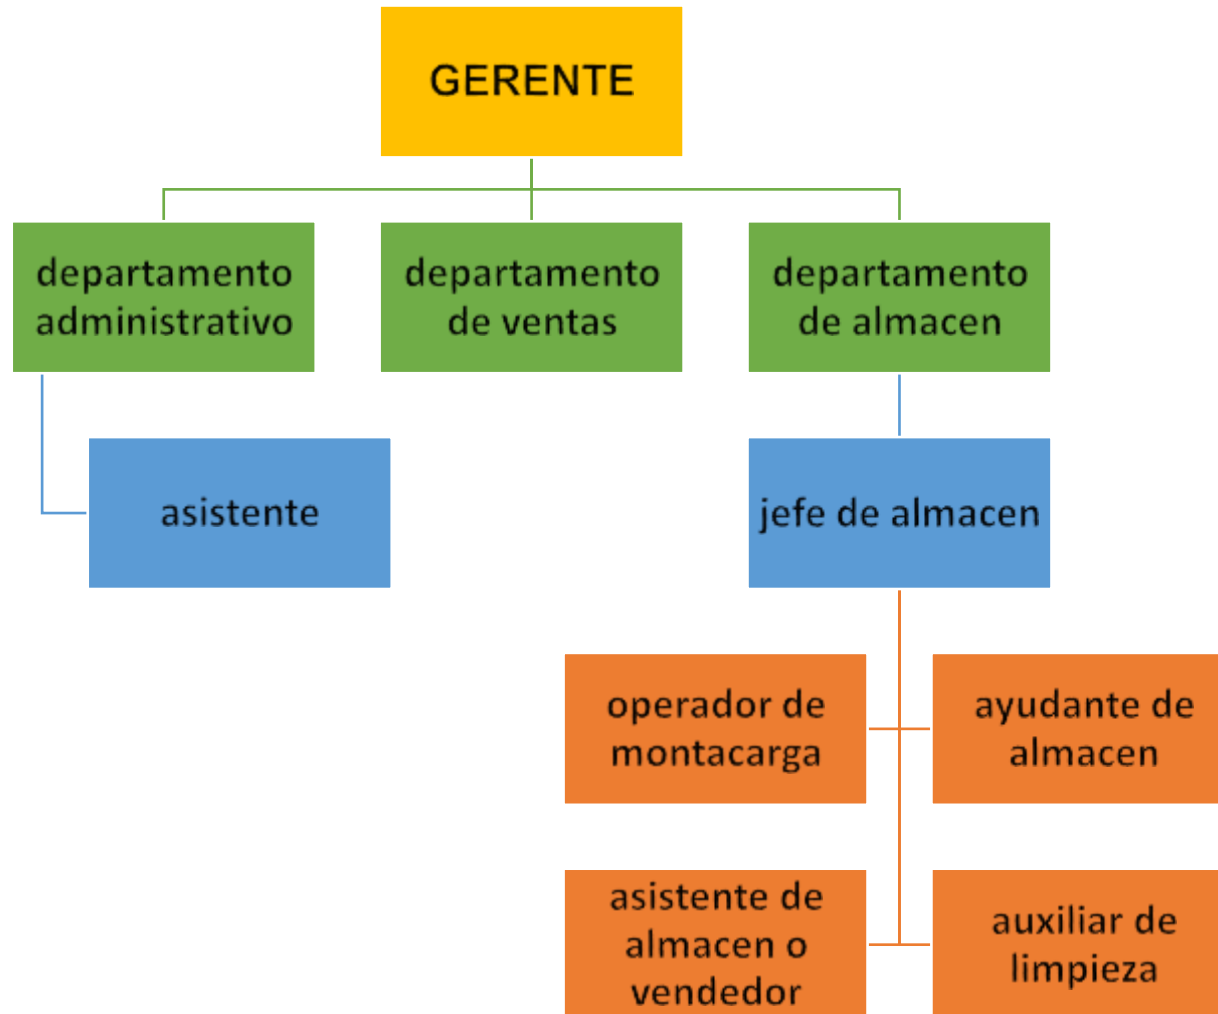 GERENTE
departamento
administrativo
departamento
de ventas
departamento
de almacen
asistente
jefe de almacen
operador de
montacarga
ayudante de
almacen
asistente de
almacen o
vendedor
auxiliar de
limpieza